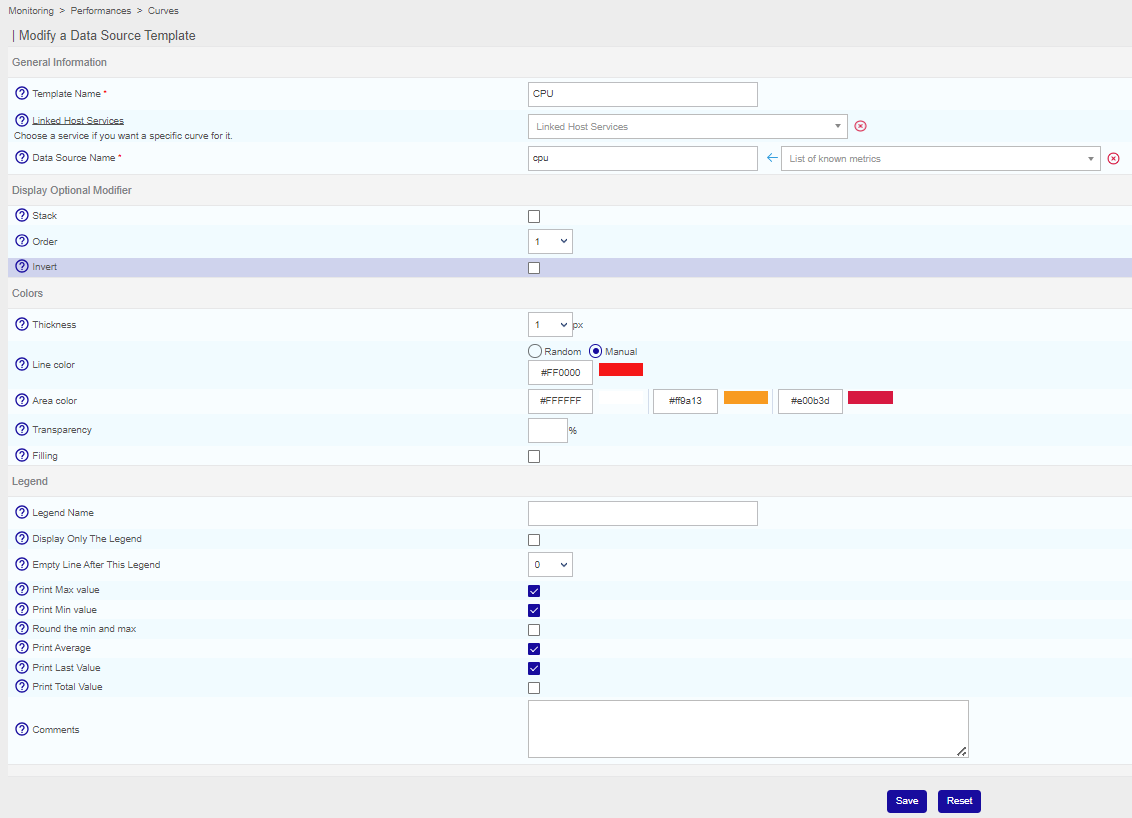 Monitoring > Performances > Curves
| Modify a Data Source Template
General Information
Template Name *
CPU
Linked Host Services
Choose a service if you want a specific curve for it.
Linked Host Services
Data Source Name *
cpu
List of known metrics
Display Optional Modifier
Stack
Order
1
Invert
Colors
Thickness
1 px
Line color
Random Manual
#FF0000
Area color
#FFFFFF #ff9a13 #e00b3d
Transparency
%
Filling
Legend
Legend Name
Display Only The Legend
Empty Line After This Legend
0
Print Max value
Print Min value
Round the min and max
Print Average
Print Last Value
Print Total Value
Comments
Save Reset